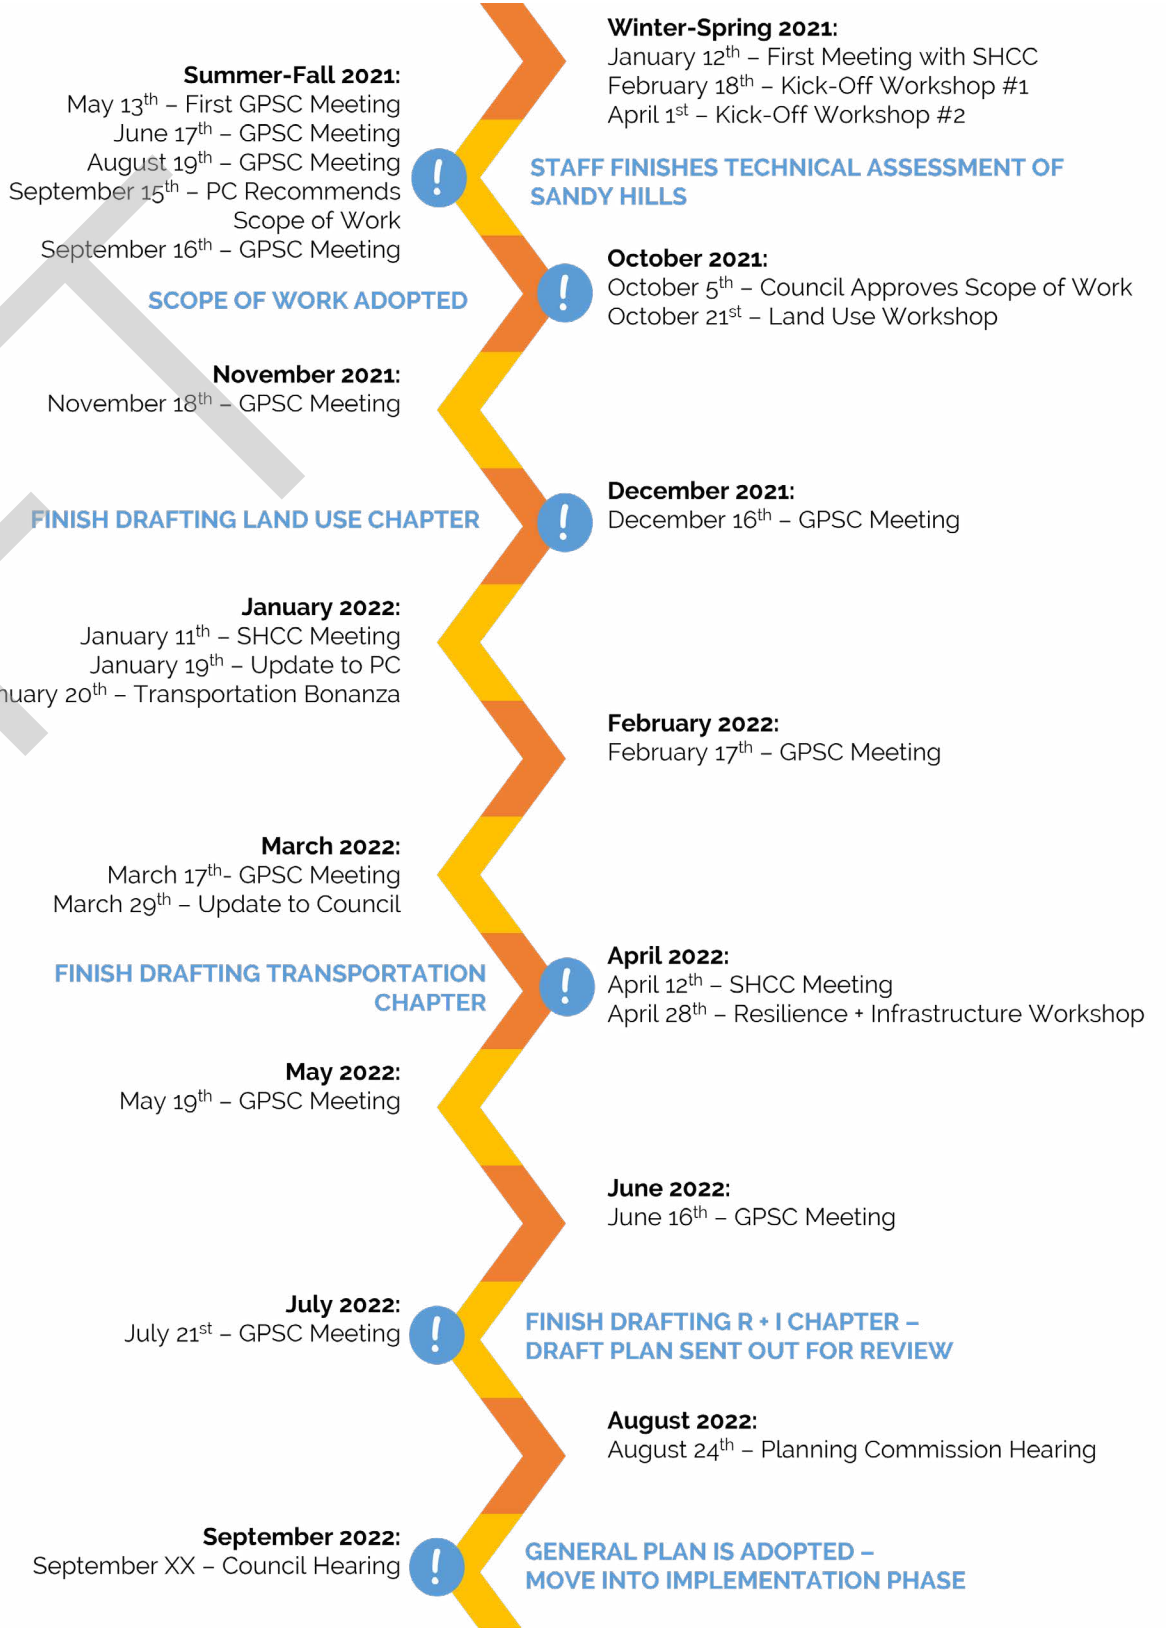 Winter-Spring 2021:
January 12th – First Meeting with SHCC
February 18th – Kick-Off Workshop #1
April 1st – Kick-Off Workshop #2
Summer-Fall 2021:
May 13th – First GPSC Meeting
June 17th – GPSC Meeting
August 19th – GPSC Meeting
September 15th – PC Recommends
Scope of Work
September 16th – GPSC Meeting
!
STAFF FINISHES TECHNICAL ASSESSMENT OF
SANDY HILLS
October 2021:
October 5th – Council Approves Scope of Work
October 21st – Land Use Workshop
!
SCOPE OF WORK ADOPTED
November 2021:
November 18th – GPSC Meeting
December 2021:
December 16th – GPSC Meeting
!
FINISH DRAFTING LAND USE CHAPTER
January 2022:
January 11th – SHCC Meeting
January 19th – Update to PC
nuary 20th – Transportation Bonanza
February 2022:
February 17th – GPSC Meeting
March 2022:
March 17th- GPSC Meeting
March 29th – Update to Council
April 2022:
April 12th – SHCC Meeting
April 28th – Resilience + Infrastructure Workshop
!
FINISH DRAFTING TRANSPORTATION
CHAPTER
May 2022:
May 19th – GPSC Meeting
June 2022:
June 16th – GPSC Meeting
July 2022:
July 21st – GPSC Meeting
!
FINISH DRAFTING R + I CHAPTER –
DRAFT PLAN SENT OUT FOR REVIEW
August 2022:
August 24th – Planning Commission Hearing
September 2022:
September XX – Council Hearing
!
GENERAL PLAN IS ADOPTED –
MOVE INTO IMPLEMENTATION PHASE